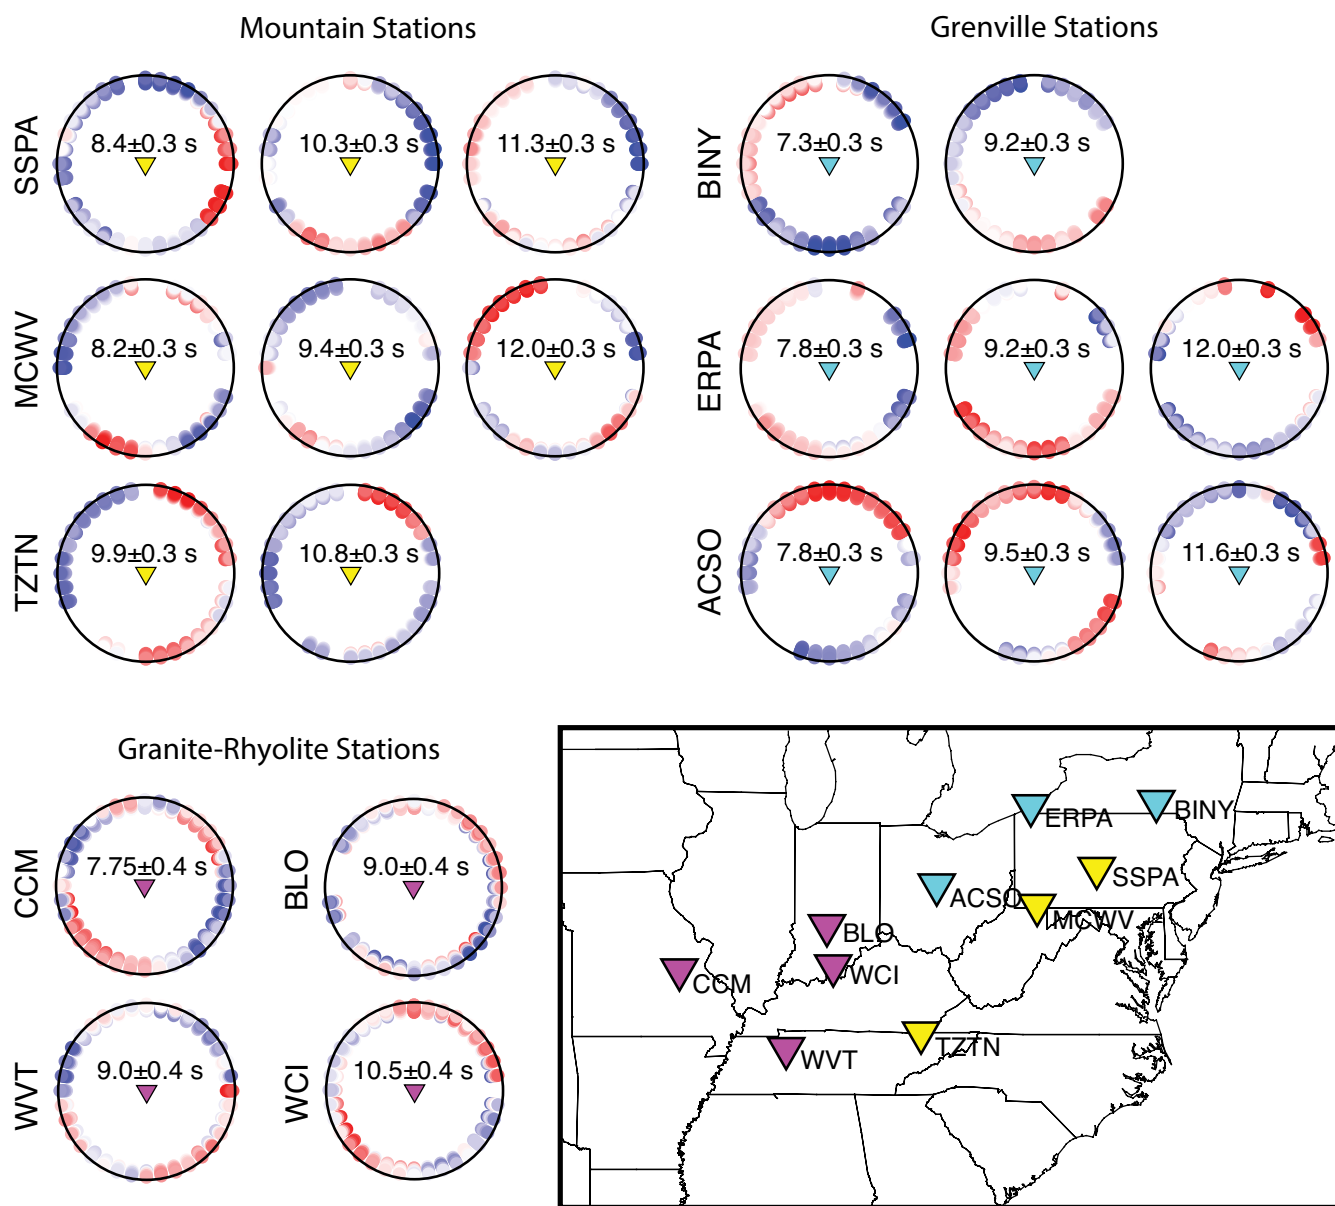 Mountain Stations
Grenville Stations
SSPA
8.4±0.3 s
10.3±0.3 s
11.3±0.3 s
BINY
7.3±0.3 s
9.2±0.3 s
MCWV
8.2±0.3 s
9.4±0.3 s
12.0±0.3 s
ERPA
7.8±0.3 s
9.2±0.3 s
12.0±0.3 s
TZTN
9.9±0.3 s
10.8±0.3 s
ACSO
7.8±0.3 s
9.5±0.3 s
11.6±0.3 s
Granite-Rhyolite Stations
CCM
7.75±0.4 s
BLO
9.0±0.4 s
WVT
9.0±0.4 s
WCI
10.5±0.4 s
ERPA
BINY
SSPA
ACSO
MCWV
BLO
WCI
CCM
TZTN
WVT